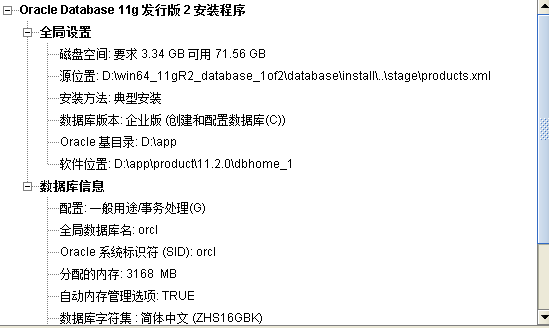 Oracle Database 11g 发行版 2 安装程序
全局设置
磁盘空间: 要求 3.34 GB 可用 71.56 GB
源位置: D:\win64_11gR2_database_1of2\database\install\..\stage\products.xml
安装方法: 典型安装
数据库版本: 企业版 (创建和配置数据库(C))
Oracle 基目录: D:\app
软件位置: D:\app\product\11.2.0\dbhome_1
数据库信息
配置: 一般用途/事务处理(G)
全局数据库名: orcl
Oracle 系统标识符 (SID): orcl
分配的内存: 3168 MB
自动内存管理选项: TRUE
数据库字符集 : 简体中文 (ZHS16GBK)